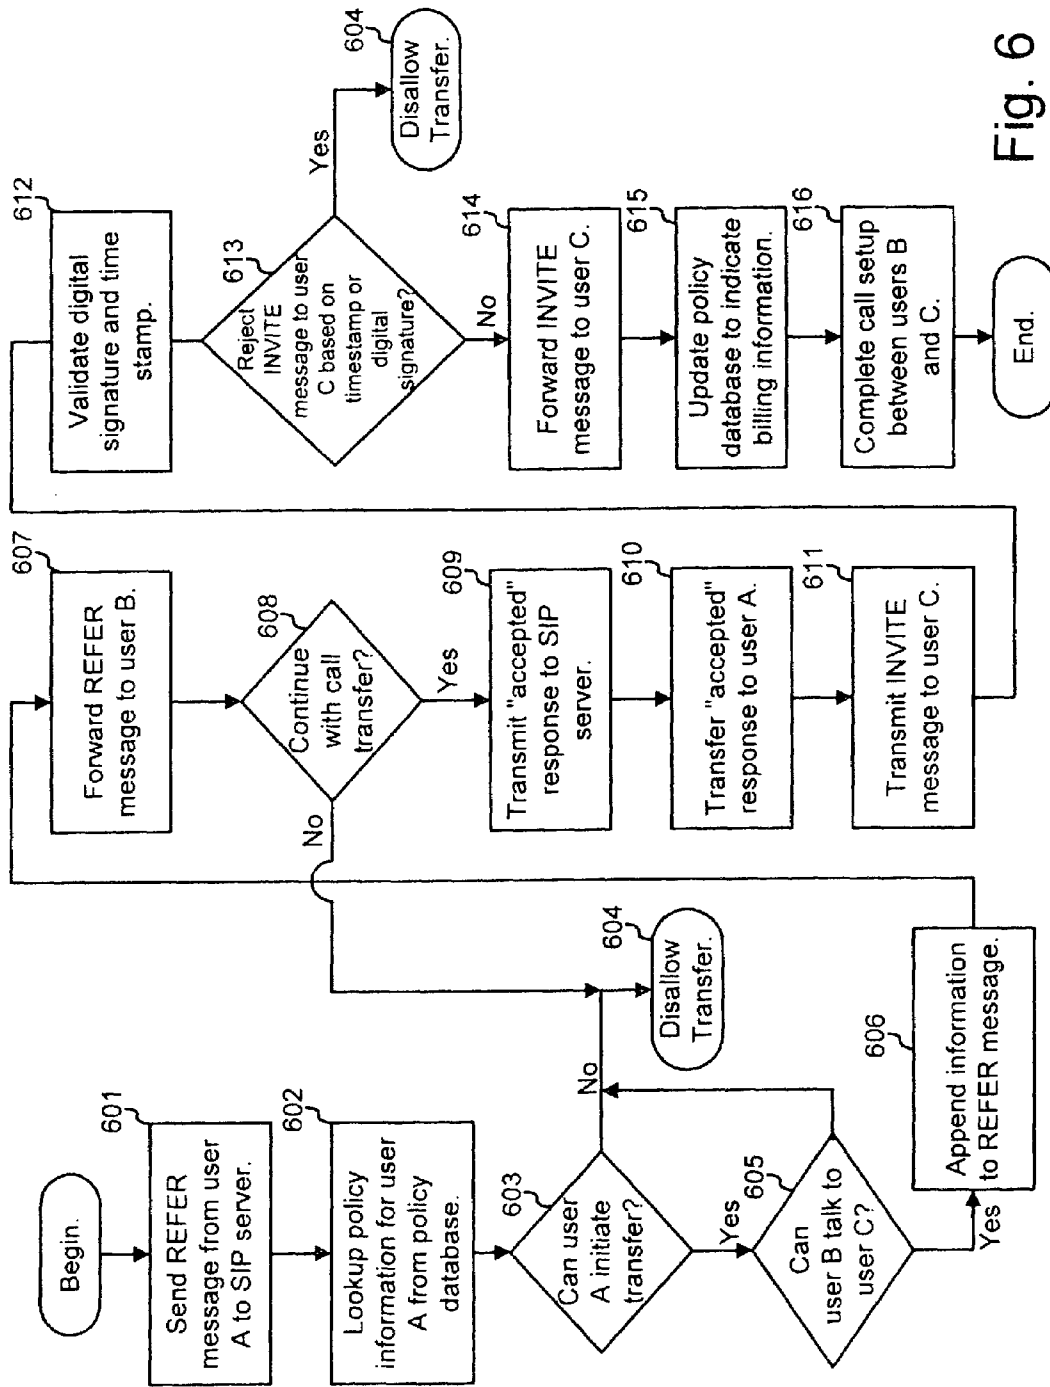 Begin.
601
Send REFER
message from user
A to SIP server.
602
Lookup policy
information for user
A from policy
database.
603
Can user
A initiate
transfer?
No
Yes
604
Disallow
Transfer.
605
Can
user B talk to
user C?
Yes
606
Append information
to REFER message.
607
Forward REFER
message to user B.
608
Continue
with call
transfer?
No
Yes
609
Transmit "accepted"
response to SIP
server.
610
Transfer "accepted"
response to user A.
611
Transmit INVITE
message to user C.
612
Validate digital
signature and time
stamp.
613
Reject
INVITE
message to user
C based on
timestamp or
digital
signature?
Yes
604
Disallow
Transfer.
No
614
Forward INVITE
message to user C.
615
Update policy
database to indicate
billing information.
616
Complete call setup
between users B
and C.
End.
Fig. 6